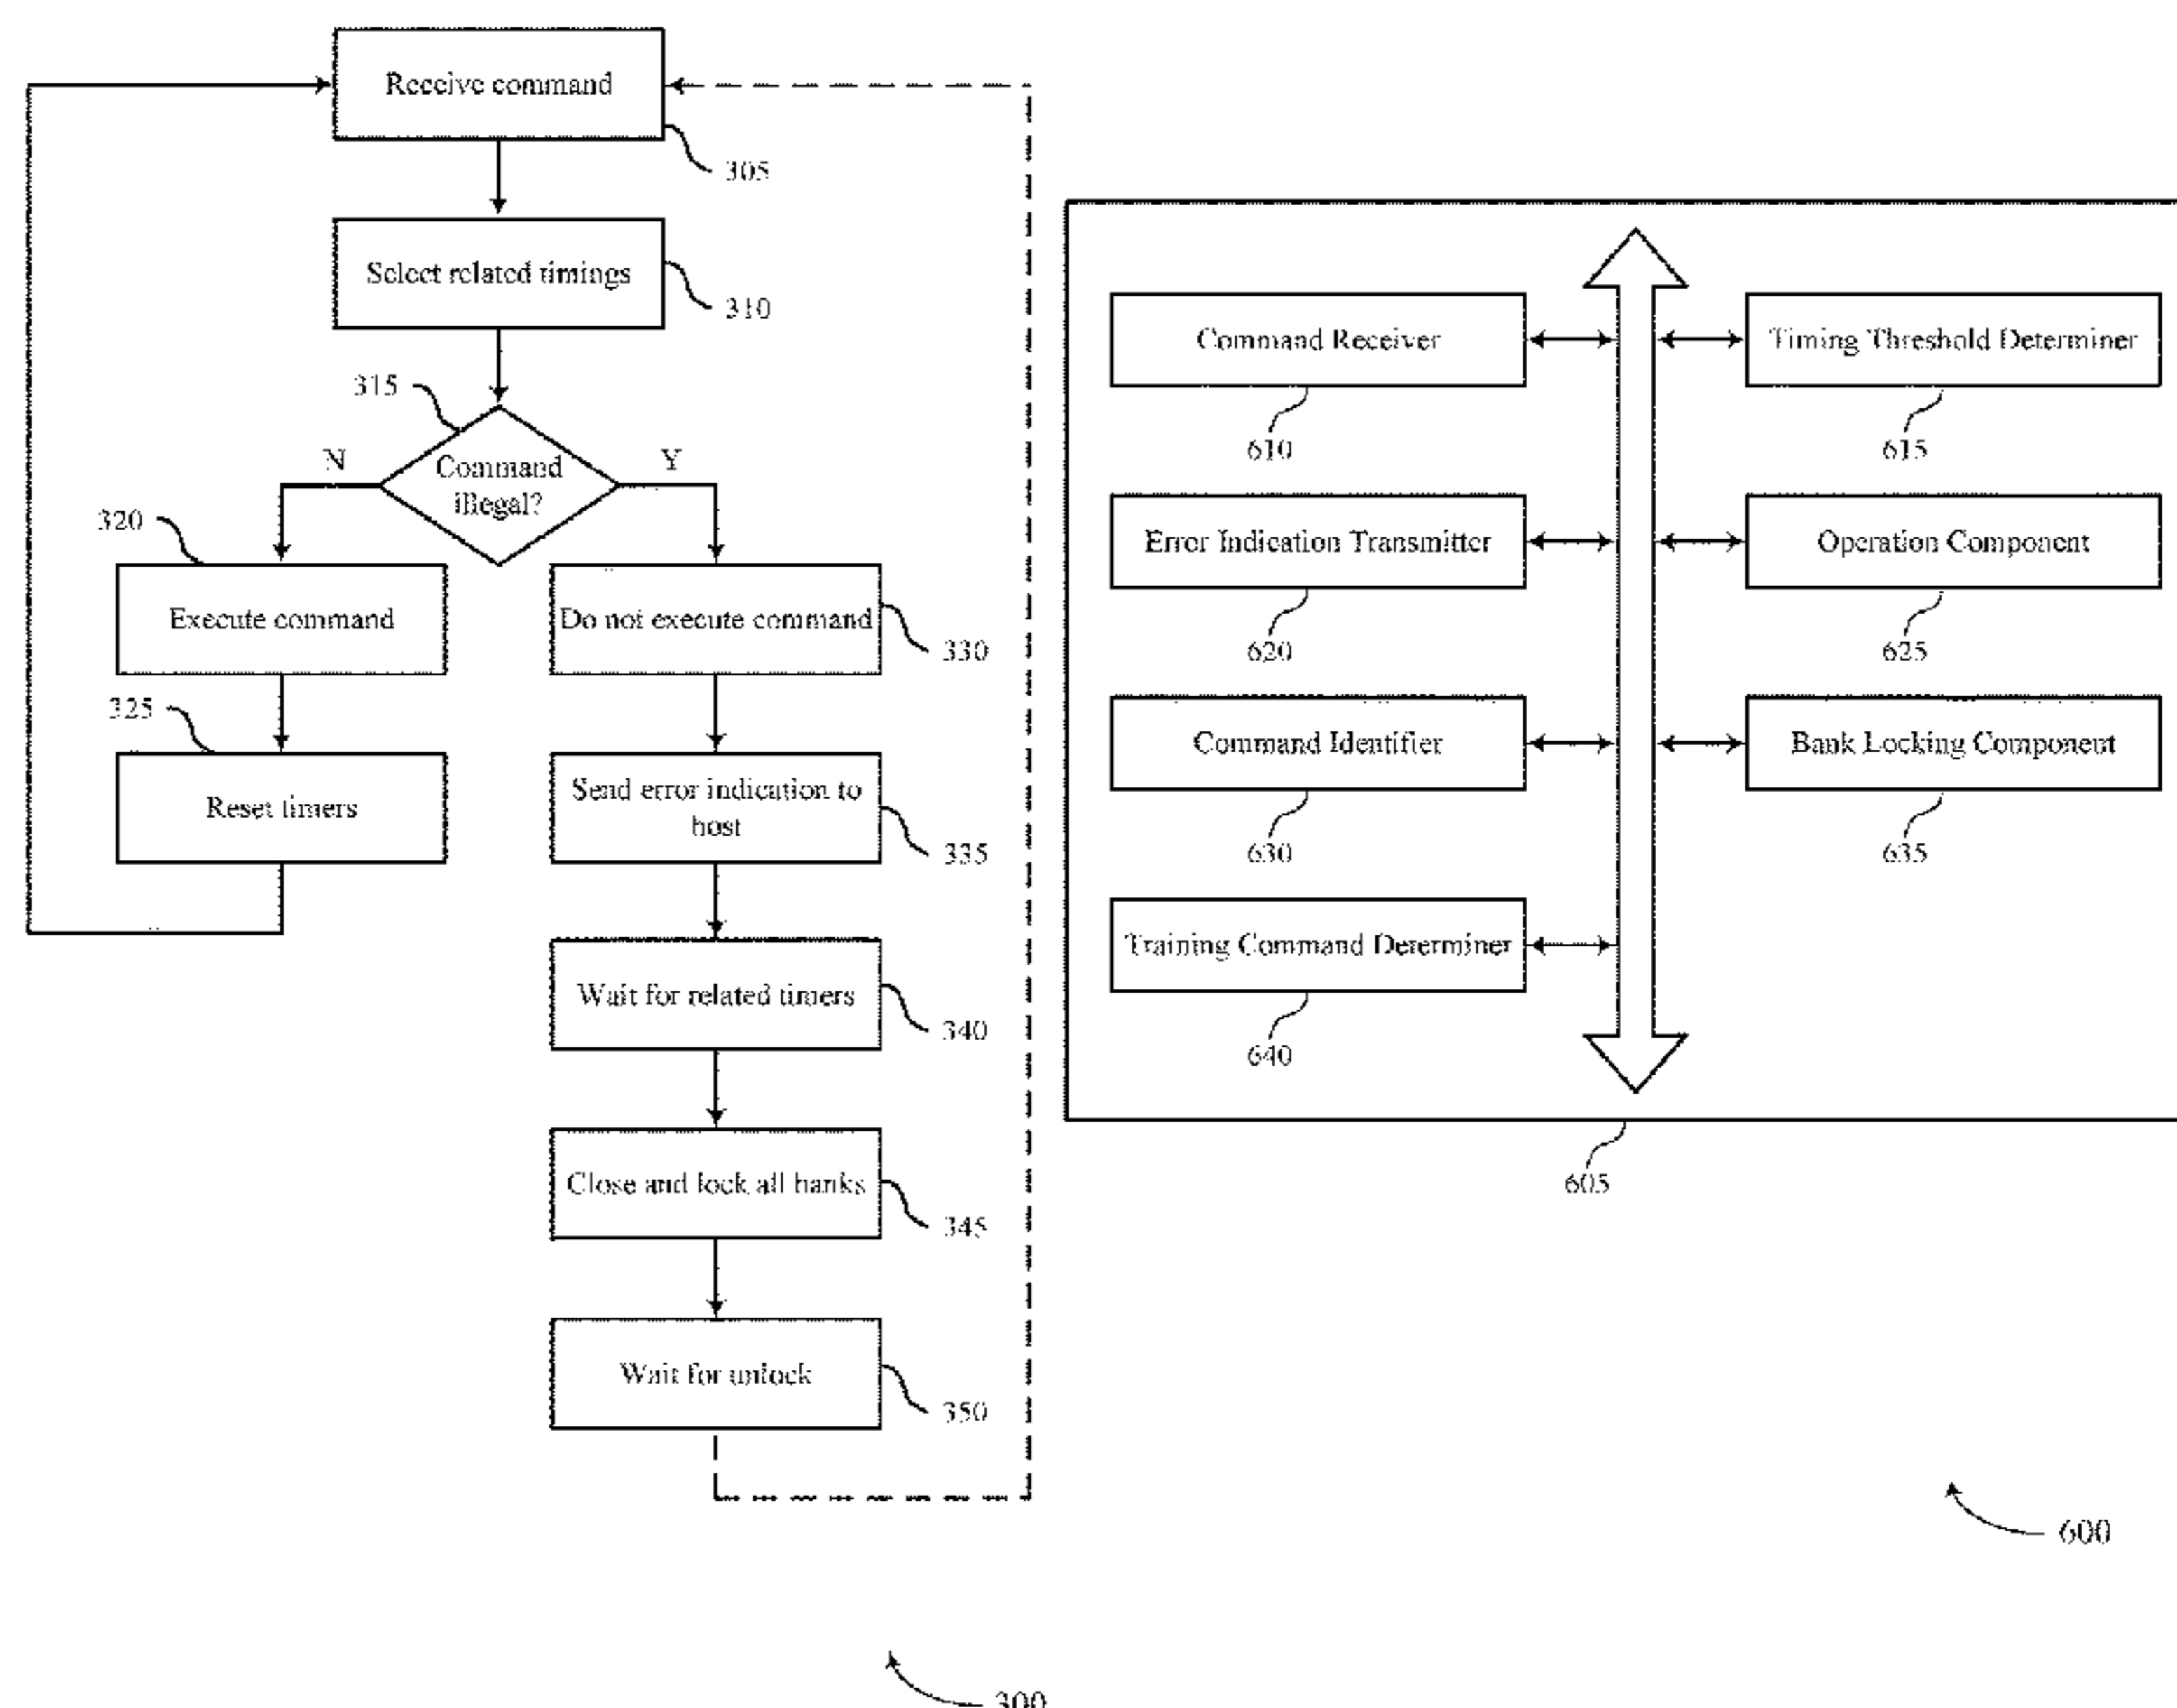 Receive command
305
Select related timings
310
315
N
Y
Command
illegal?
320
Execute command
Do not execute command
330
325
Reset timers
Send error indication to
host
335
Wait for related timers
340
Close and lock all banks
345
Wait for unlock
350
300
Command Receiver
Timing Threshold Determiner
610
615
Error Indication Transmitter
Operation Component
620
625
Command Identifier
Bank Locking Component
630
635
Training Command Determiner
640
605
600